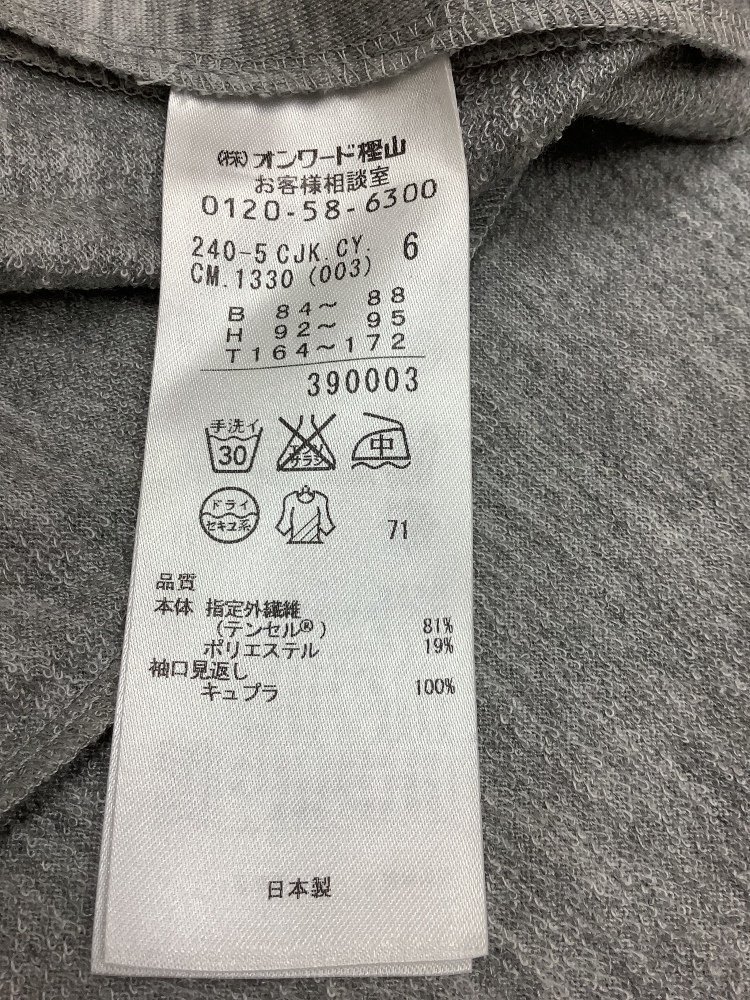 (株)オンワード樫山
お客様相談室
0120-58-6300
240-5 CJK.CY. 6
CM.1330 (003)
B 84～ 88
H 92～ 95
T164～172
390003
手洗イ
30
エンソ
サラシ
中
ドライ
セキユ系
71
品質
本体 指定外繊維
(テンセル®) 81%
ポリエステル 19%
袖口見返し
キュプラ 100%
日本製